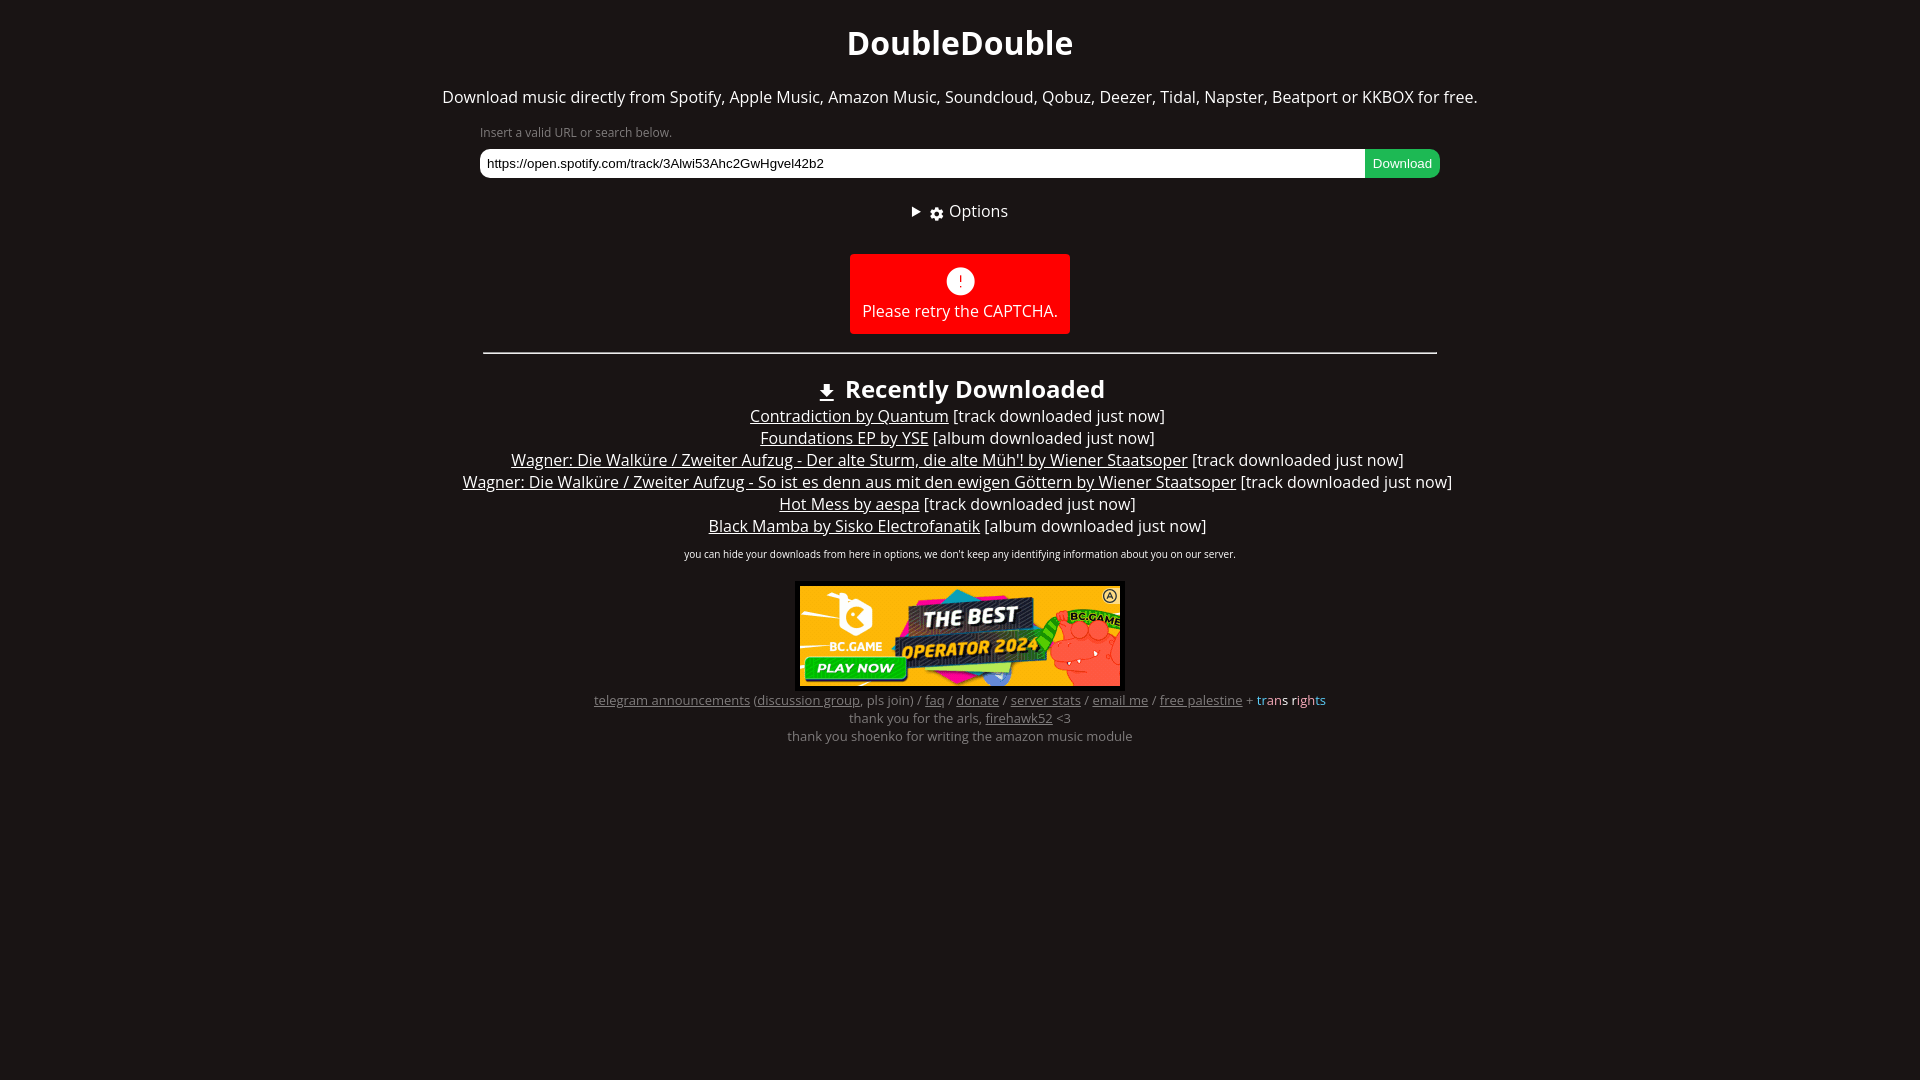 DoubleDouble
Download music directly from Spotify, Apple Music, Amazon Music, Soundcloud, Qobuz, Deezer, Tidal, Napster, Beatport or KKBOX for free.
Insert a valid URL or search below.
https://open.spotify.com/track/3Alwi53Ahc2GwHgvel42b2
Download
Options
!
Please retry the CAPTCHA.
Recently Downloaded
Contradiction by Quantum [track downloaded just now]
Foundations EP by YSE [album downloaded just now]
Wagner: Die Walküre / Zweiter Aufzug - Der alte Sturm, die alte Müh'! by Wiener Staatsoper [track downloaded just now]
Wagner: Die Walküre / Zweiter Aufzug - So ist es denn aus mit den ewigen Göttern by Wiener Staatsoper [track downloaded just now]
Hot Mess by aespa [track downloaded just now]
Black Mamba by Sisko Electrofanatik [album downloaded just now]
you can hide your downloads from here in options, we don't keep any identifying information about you on our server.
BC.GAME
PLAY NOW
THE BEST
OPERATOR 2024
BC.GAME
A
telegram announcements (discussion group, pls join) / faq / donate / server stats / email me / free palestine + trans rights
thank you for the arls, firehawk52 <3
thank you shoenko for writing the amazon music module